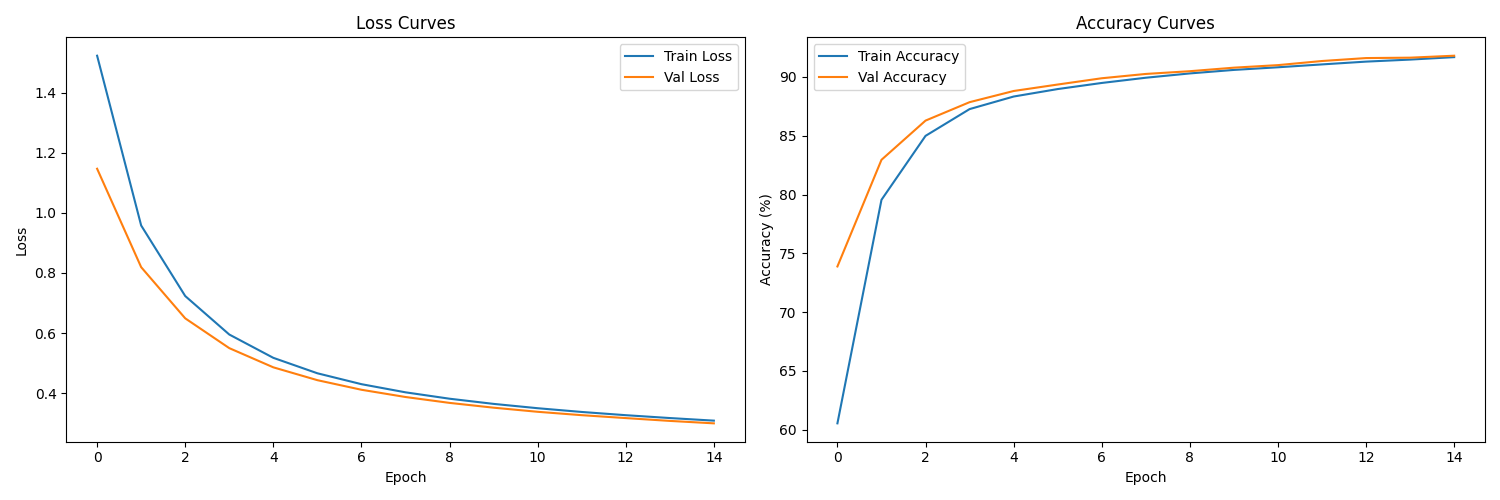 Loss Curves
Train Loss
Val Loss
1.4
1.2
1.0
0.8
0.6
0.4
Loss
0 2 4 6 8 10 12 14
Epoch
Accuracy Curves
Train Accuracy
Val Accuracy
90
85
80
75
70
65
60
Accuracy (%)
0 2 4 6 8 10 12 14
Epoch